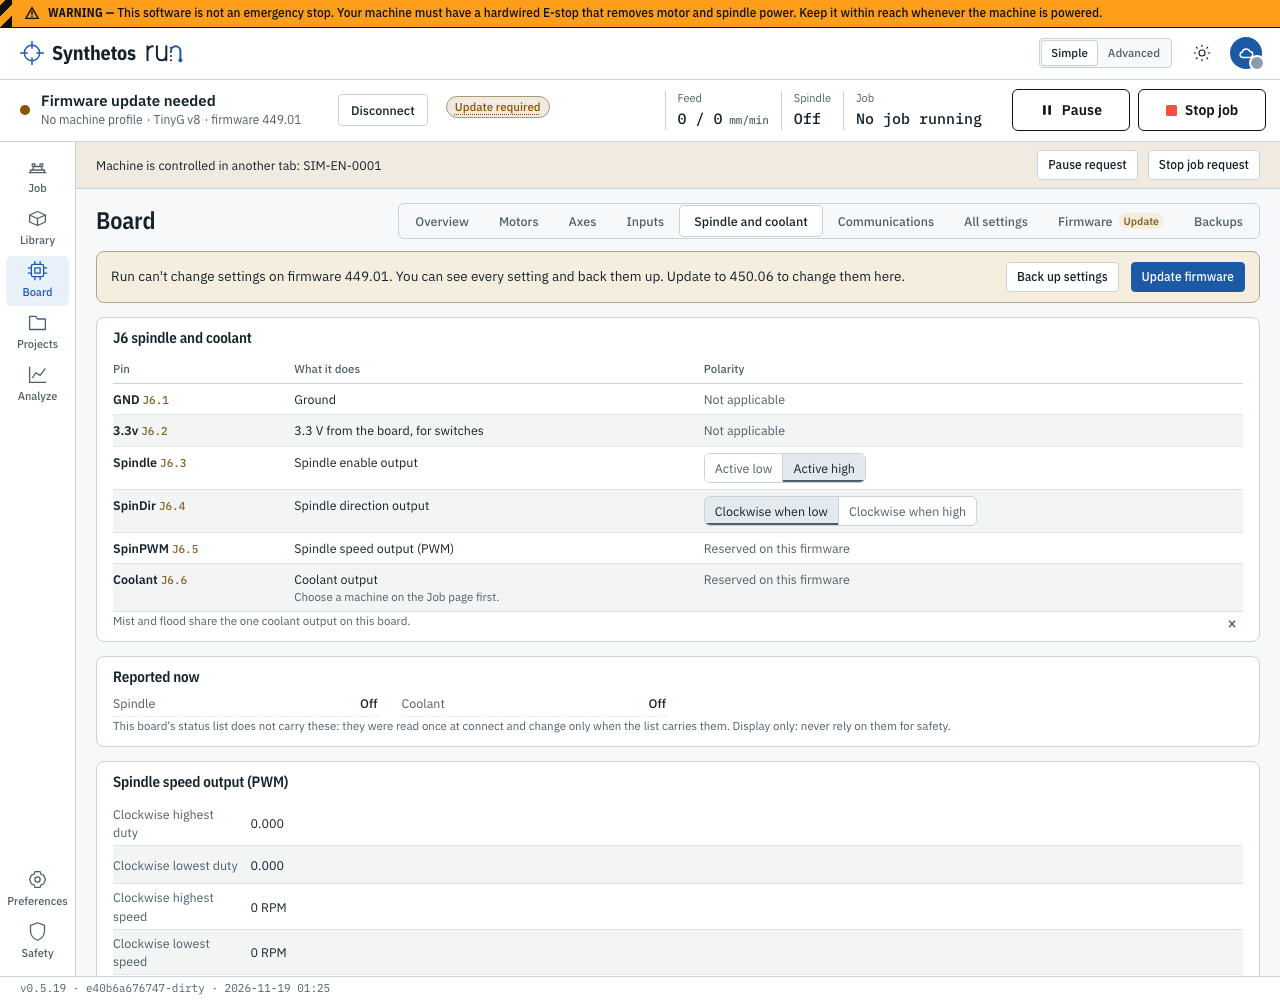 WARNING — This software is not an emergency stop. Your machine must have a hardwired E-stop that removes motor and spindle power. Keep it within reach whenever the machine is powered.
Synthetos run
Simple
Advanced
Firmware update needed
No machine profile · TinyG v8 · firmware 449.01
Disconnect
Update required
Feed
0 / 0 mm/min
Spindle
Off
Job
No job running
Pause
Stop job
Job
Library
Board
Projects
Analyze
Preferences
Safety
Machine is controlled in another tab: SIM-EN-0001
Pause request
Stop job request
Board
Overview
Motors
Axes
Inputs
Spindle and coolant
Communications
All settings
Firmware Update
Backups
Run can't change settings on firmware 449.01. You can see every setting and back them up. Update to 450.06 to change them here.
Back up settings
Update firmware
J6 spindle and coolant
Pin What it does Polarity
GND J6.1 Ground Not applicable
3.3v J6.2 3.3 V from the board, for switches Not applicable
Spindle J6.3 Spindle enable output Active low Active high
SpinDir J6.4 Spindle direction output Clockwise when low Clockwise when high
SpinPWM J6.5 Spindle speed output (PWM) Reserved on this firmware
Coolant J6.6 Coolant output Reserved on this firmware
Choose a machine on the Job page first.
Mist and flood share the one coolant output on this board. ×
Reported now
Spindle Off Coolant Off
This board's status list does not carry these: they were read once at connect and change only when the list carries them. Display only: never rely on them for safety.
Spindle speed output (PWM)
Clockwise highest duty 0.000
Clockwise lowest duty 0.000
Clockwise highest speed 0 RPM
Clockwise lowest speed 0 RPM
v0.5.19 · e40b6a676747-dirty · 2026-11-19 01:25